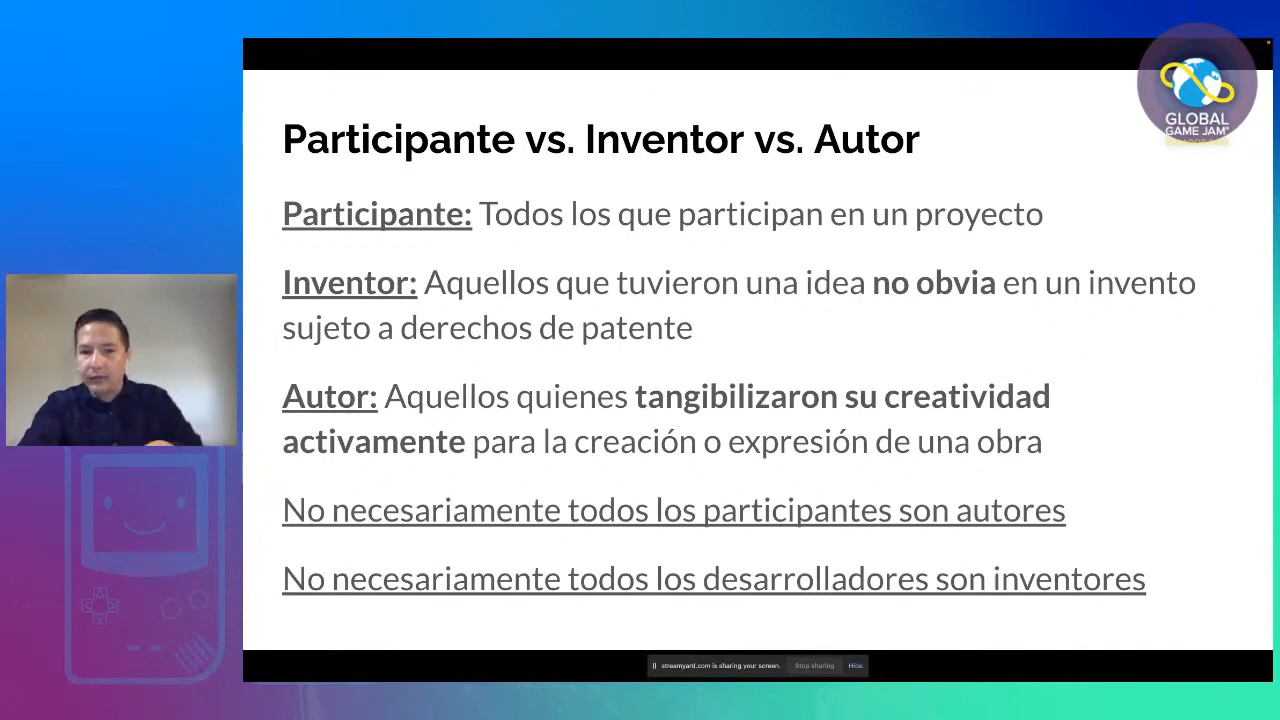 GLOBAL
GAME JAM
Participante vs. Inventor vs. Autor
Participante: Todos los que participan en un proyecto
Inventor: Aquellos que tuvieron una idea no obvia en un invento
sujeto a derechos de patente
Autor: Aquellos quienes tangibilizaron su creatividad
activamente para la creación o expresión de una obra
No necesariamente todos los participantes son autores
No necesariamente todos los desarrolladores son inventores
streamyard.com is sharing your screen. Stop sharing Hide